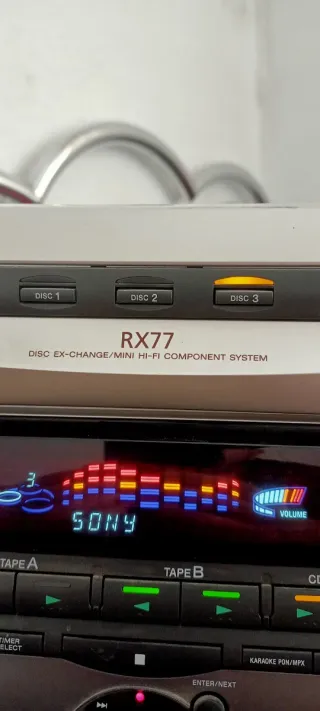 DISC 1 DISC 2 DISC 3
RX77
DISC EX-CHANGE/MINI HI-FI COMPONENT SYSTEM
3
VOLUME
SONY
TAPE A TAPE B
TIMER
SELECT
KARAOKE PON/MPX
ENTER/NEXT